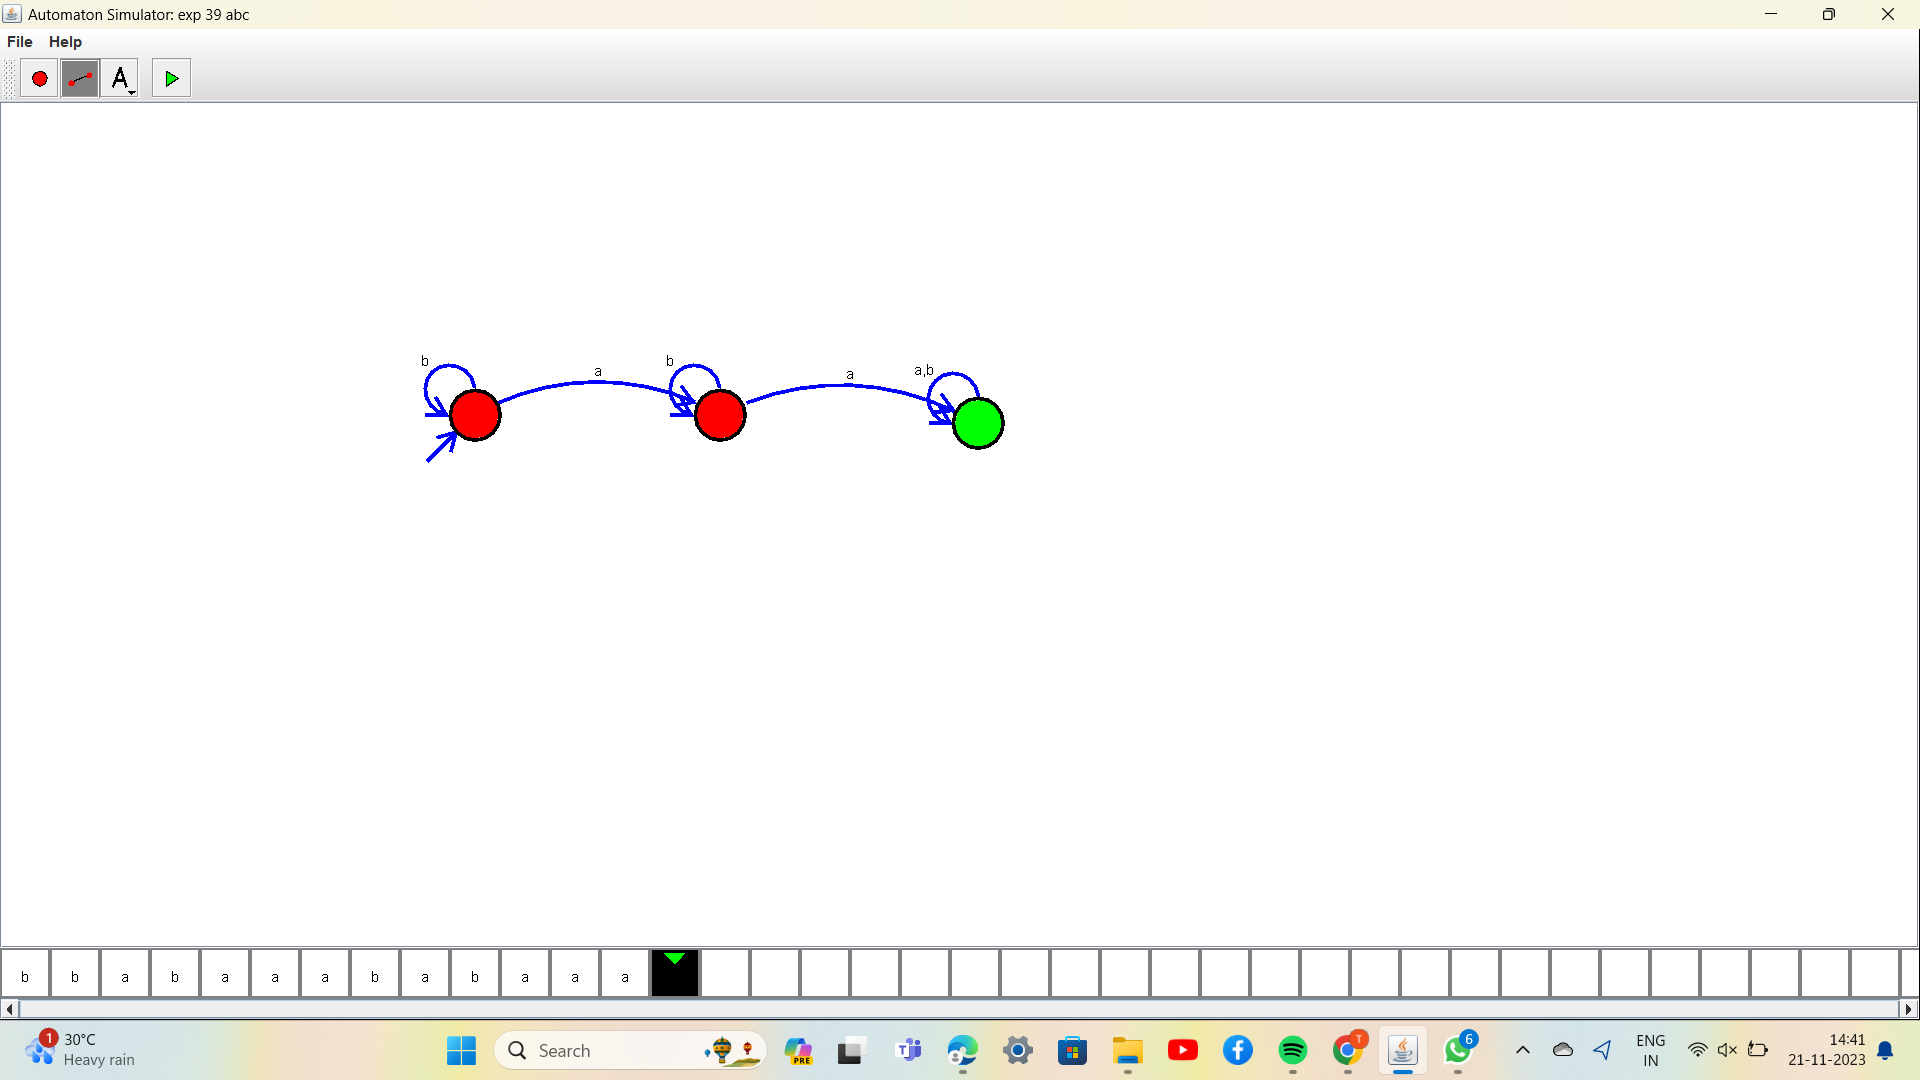 Automaton Simulator: exp 39 abc
File Help
A
b a b a a,b
b b a b a a a b a b a a a
1 30°C
Heavy rain
Search
PRE
T
6
ENG
IN
14:41
21-11-2023